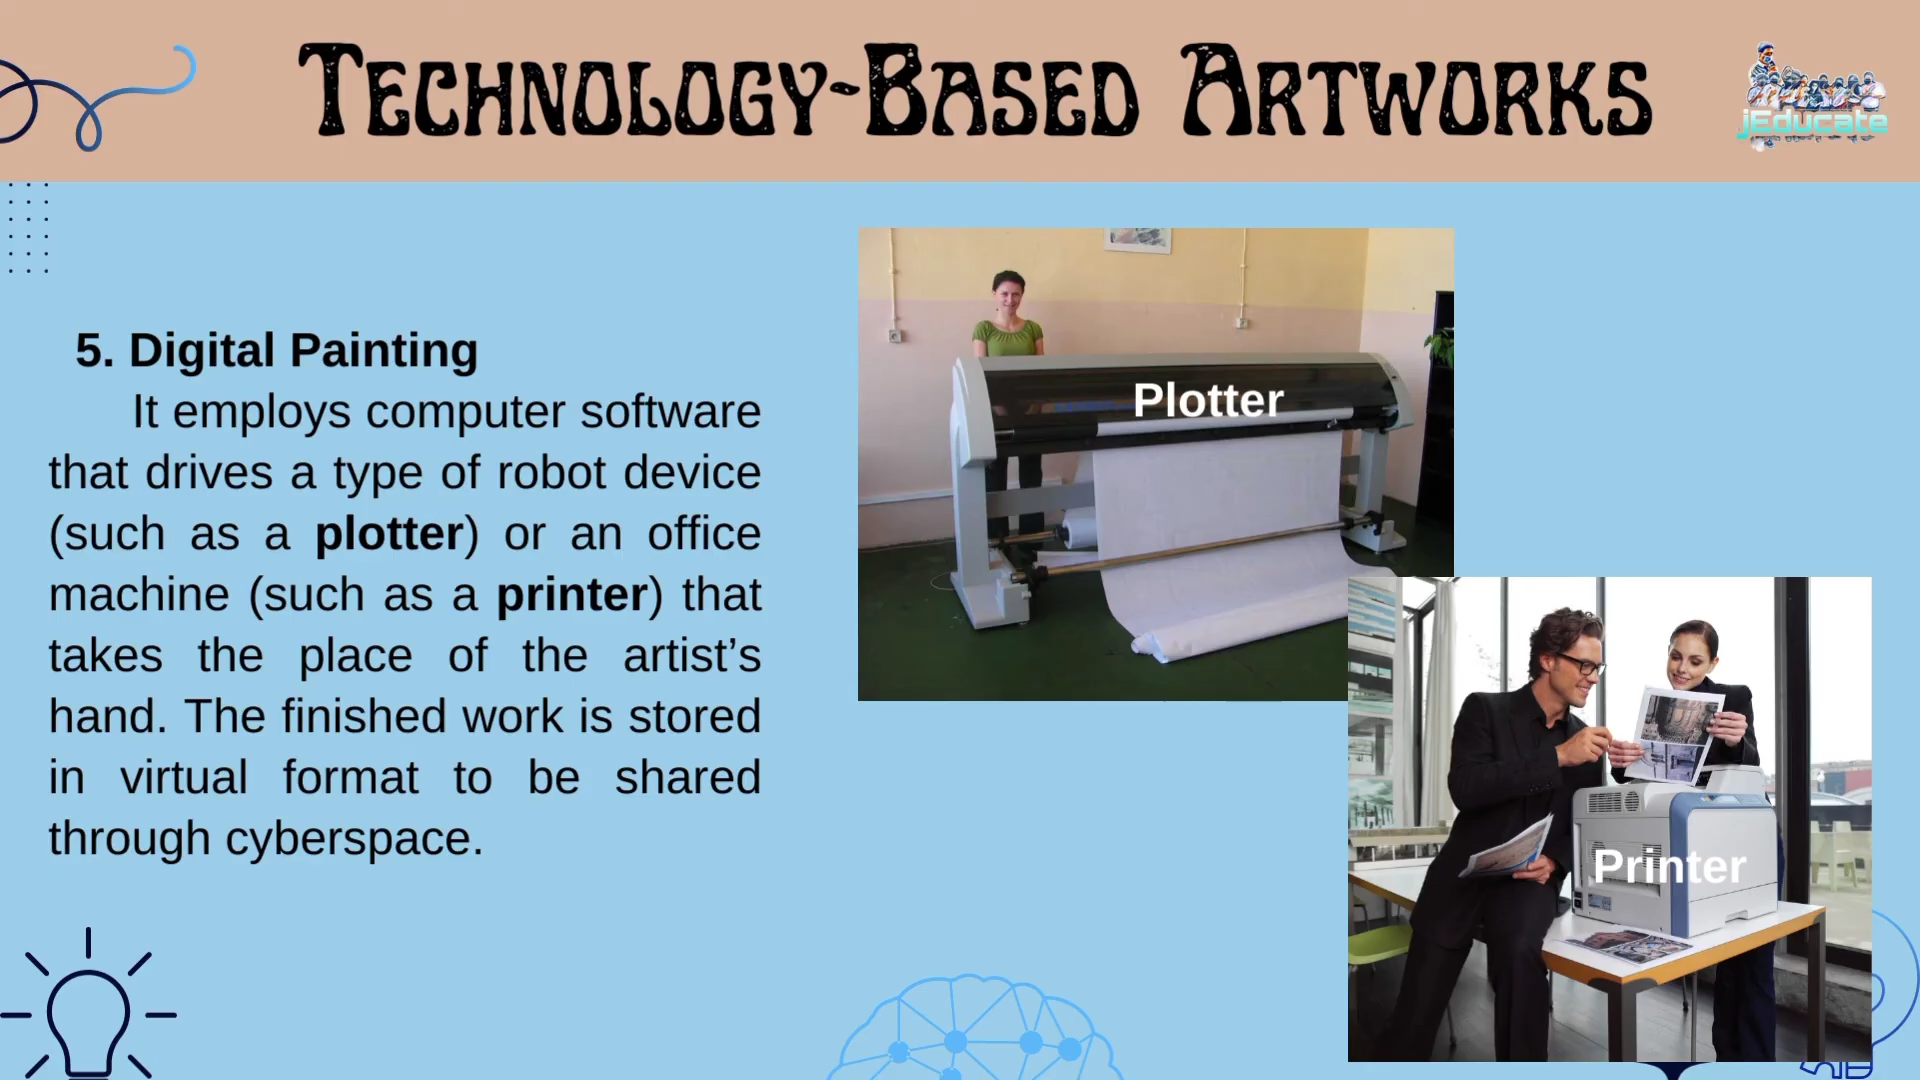 TECHNOLOGY-BASED ARTWORKS
jEducate
5. Digital Painting
It employs computer software
that drives a type of robot device
(such as a plotter) or an office
machine (such as a printer) that
takes the place of the artist’s
hand. The finished work is stored
in virtual format to be shared
through cyberspace.
Plotter
Printer